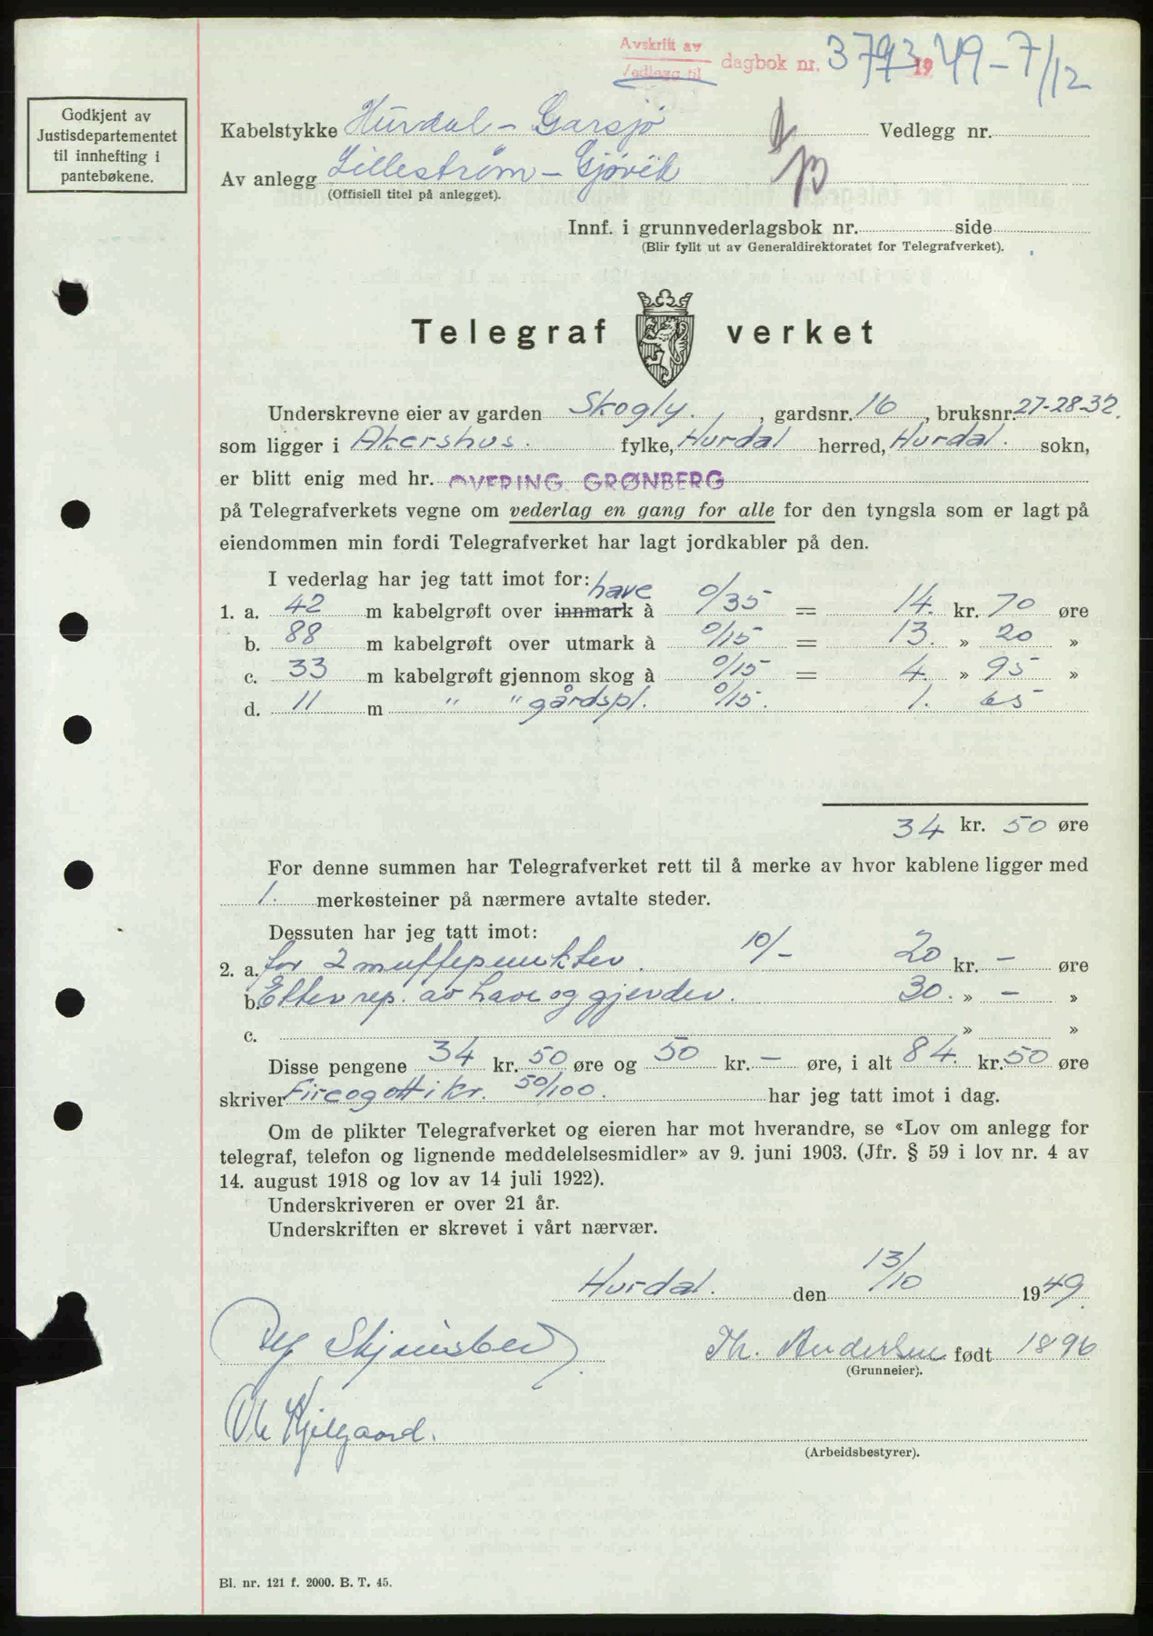 Avskrift av
Vedlegg til dagbok nr. 3793 1949-7/12
Godkjent av
Justisdepartementet
til innhefting i
pantebøkene.
Kabelstykke Hurdal - Garsjö Vedlegg nr.
Av anlegg Lillestrøm - Gjövik
(Offisiell titel på anlegget).
Innf. i grunnvederlagsbok nr. side
(Blir fyllt ut av Generaldirektoratet for Telegrafverket).
Telegrafverket
Underskrevne eier av garden Skogly, gardsnr. 16, bruksnr. 27-28-32.
som ligger i Akershus. fylke, Hurdal herred, Hurdal. sokn,
er blitt enig med hr. OVERING. GRØNBERG
på Telegrafverkets vegne om vederlag en gang for alle for den tyngsla som er lagt på
eiendommen min fordi Telegrafverket har lagt jordkabler på den.
I vederlag har jeg tatt imot for:
1. a. 42 m kabelgrøft over innmark have à 0/35 = 14. kr. 70 øre
b. 88 m kabelgrøft over utmark à 0/15 = 13. » 20 »
c. 33 m kabelgrøft gjennom skog à 0/15 = 4. » 95 »
d. 11 m " " gårdspl. 0/15. 1. 65
34 kr. 50 øre
For denne summen har Telegrafverket rett til å merke av hvor kablene ligger med
1. merkesteiner på nærmere avtalte steder.
Dessuten har jeg tatt imot:
2. a. for 2 muffepunkter. 10/- 20 kr. - øre
b. Etter rep. av have og gjerder. 30. » - »
c. » »
Disse pengene 34 kr. 50 øre og 50 kr. - øre, i alt 84. kr. 50 øre
skriver Fireogotti kr. 50/100. har jeg tatt imot i dag.
Om de plikter Telegrafverket og eieren har mot hverandre, se «Lov om anlegg for
telegraf, telefon og lignende meddelelsesmidler» av 9. juni 1903. (Jfr. § 59 i lov nr. 4 av
14. august 1918 og lov av 14 juli 1922).
Underskriveren er over 21 år.
Underskriften er skrevet i vårt nærvær.
Hurdal. den 13/10 1949.
Th. Andersen født 1896
(Grunneier).
Kjilgaard.
(Arbeidsbestyrer).
Bl. nr. 121 f. 2000. B. T. 45.